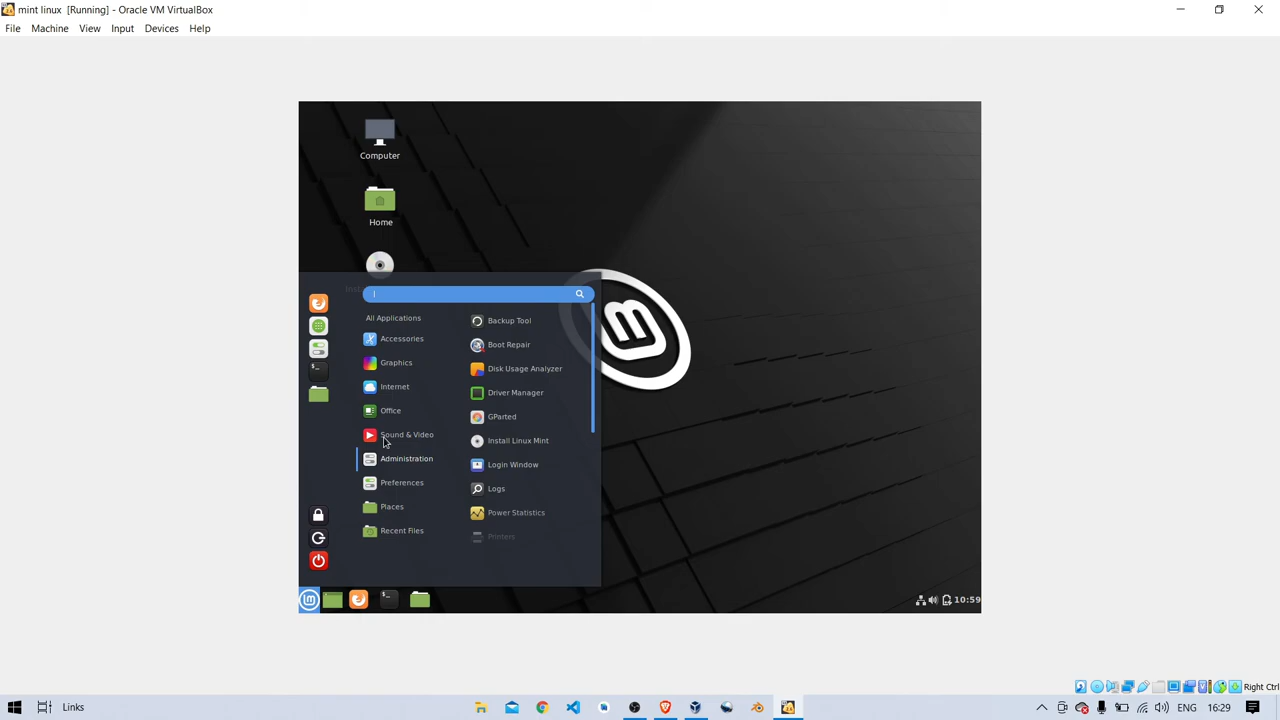 mint linux [Running] - Oracle VM VirtualBox
File Machine View Input Devices Help
Computer
Home
Inst
All Applications
Accessories
Graphics
Internet
Office
Sound & Video
Administration
Preferences
Places
Recent Files
Backup Tool
Boot Repair
Disk Usage Analyzer
Driver Manager
GParted
Install Linux Mint
Login Window
Logs
Power Statistics
Printers
10:59
Right Ctrl
Links
ENG
16:29